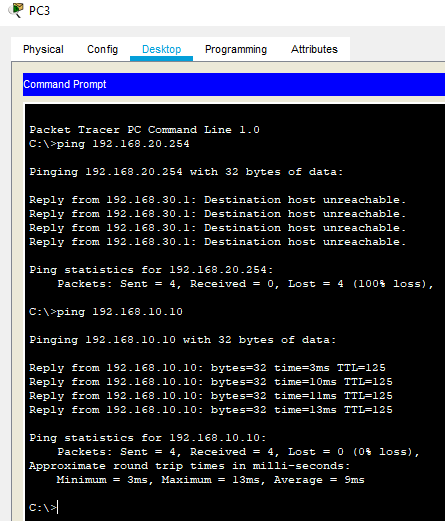 PC3
Physical Config Desktop Programming Attributes
Command Prompt
Packet Tracer PC Command Line 1.0
C:\>ping 192.168.20.254
Pinging 192.168.20.254 with 32 bytes of data:
Reply from 192.168.30.1: Destination host unreachable.
Reply from 192.168.30.1: Destination host unreachable.
Reply from 192.168.30.1: Destination host unreachable.
Reply from 192.168.30.1: Destination host unreachable.
Ping statistics for 192.168.20.254:
Packets: Sent = 4, Received = 0, Lost = 4 (100% loss),
C:\>ping 192.168.10.10
Pinging 192.168.10.10 with 32 bytes of data:
Reply from 192.168.10.10: bytes=32 time=3ms TTL=125
Reply from 192.168.10.10: bytes=32 time=10ms TTL=125
Reply from 192.168.10.10: bytes=32 time=11ms TTL=125
Reply from 192.168.10.10: bytes=32 time=13ms TTL=125
Ping statistics for 192.168.10.10:
Packets: Sent = 4, Received = 4, Lost = 0 (0% loss),
Approximate round trip times in milli-seconds:
Minimum = 3ms, Maximum = 13ms, Average = 9ms
C:\>